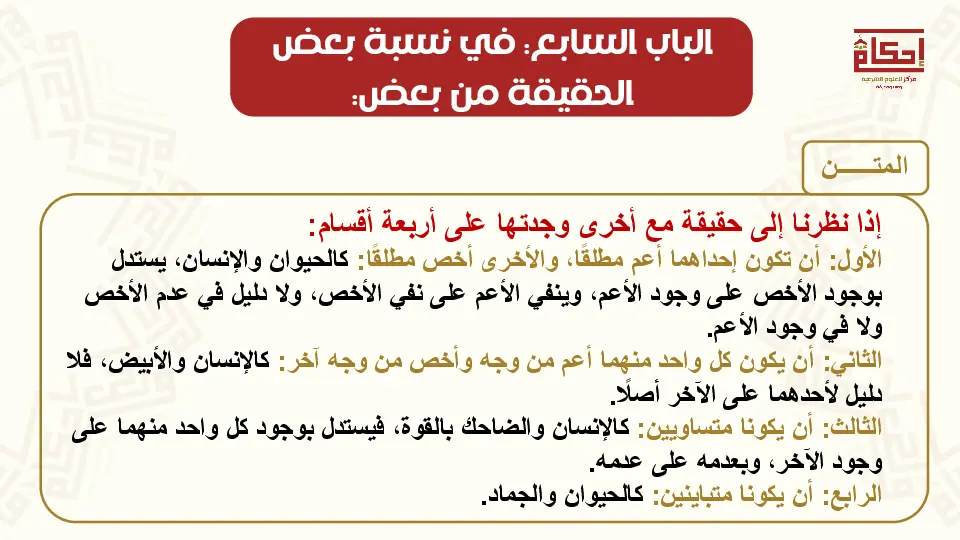 الباب السابع: في نسبة بعض
الحقيقة من بعض:
إحكام
مركز للعلوم الشرعية
المتـــــن
إذا نظرنا إلى حقيقة مع أخرى وجدتها على أربعة أقسام:
الأول: أن تكون إحداهما أعم مطلقًا، والأخرى أخص مطلقًا: كالحيوان والإنسان، يستدل
بوجود الأخص على وجود الأعم، وينفي الأعم على نفي الأخص، ولا دليل في عدم الأخص
ولا في وجود الأعم.
الثاني: أن يكون كل واحد منهما أعم من وجه وأخص من وجه آخر: كالإنسان والأبيض، فلا
دليل لأحدهما على الآخر أصلًا.
الثالث: أن يكونا متساويين: كالإنسان والضاحك بالقوة، فيستدل بوجود كل واحد منهما على
وجود الآخر، وبعدمه على عدمه.
الرابع: أن يكونا متباينين: كالحيوان والجماد.